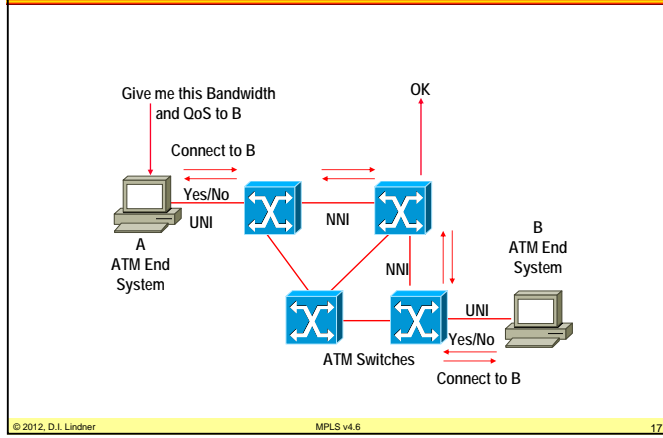 Give me this Bandwidth
and QoS to B
OK
Connect to B
Yes/No
UNI
NNI
A
ATM End
System
B
ATM End
System
NNI
UNI
Yes/No
ATM Switches
Connect to B
© 2012, D.I. Lindner
MPLS v4.6
17